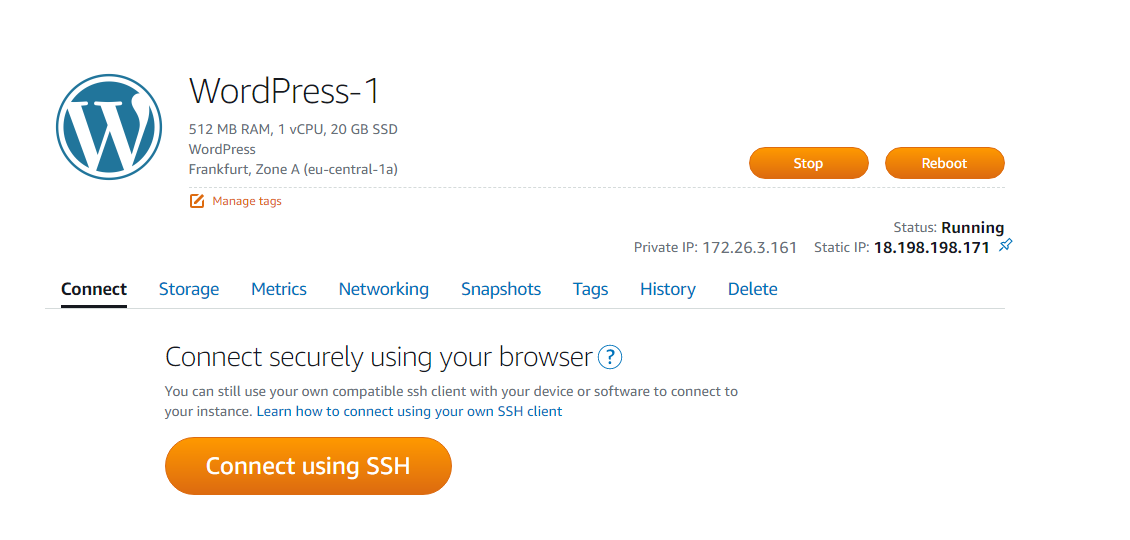 WordPress-1
512 MB RAM, 1 vCPU, 20 GB SSD
WordPress
Frankfurt, Zone A (eu-central-1a)
Stop
Reboot
Manage tags
Status: Running
Private IP: 172.26.3.161 Static IP: 18.198.198.171
Connect Storage Metrics Networking Snapshots Tags History Delete
Connect securely using your browser ?
You can still use your own compatible ssh client with your device or software to connect to
your instance. Learn how to connect using your own SSH client
Connect using SSH